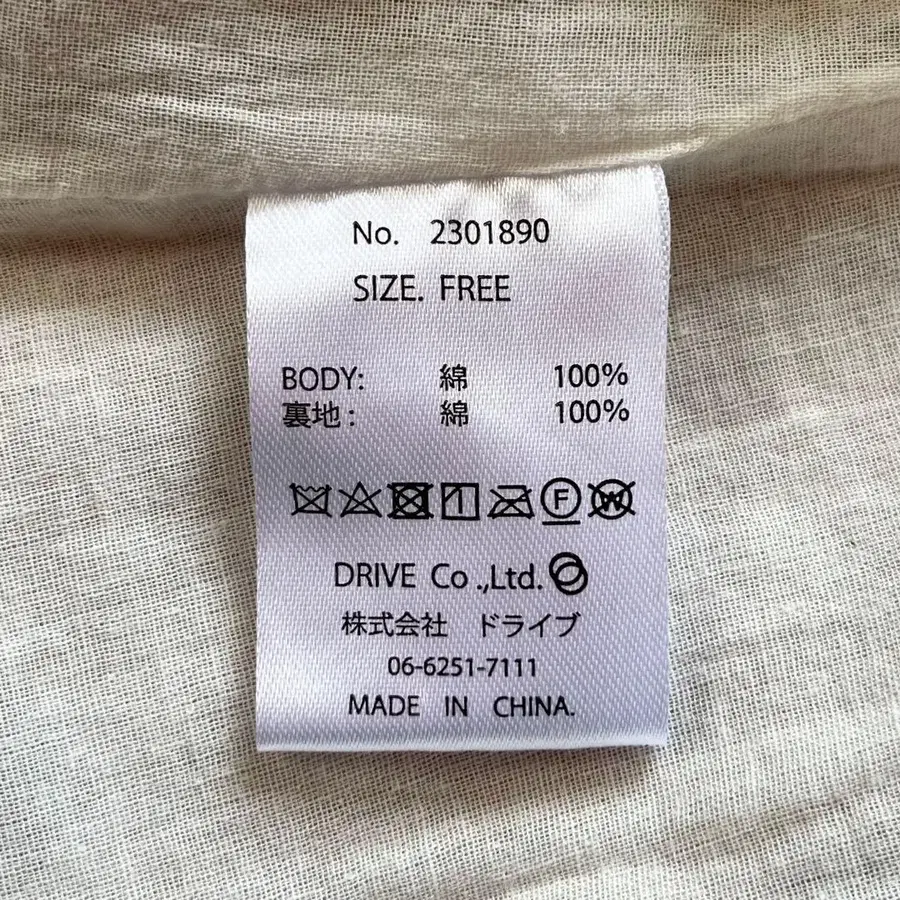 No. 2301890
SIZE. FREE
BODY: 綿 100%
裏地: 綿 100%
F W
DRIVE Co.,Ltd.
株式会社 ドライブ
06-6251-7111
MADE IN CHINA.